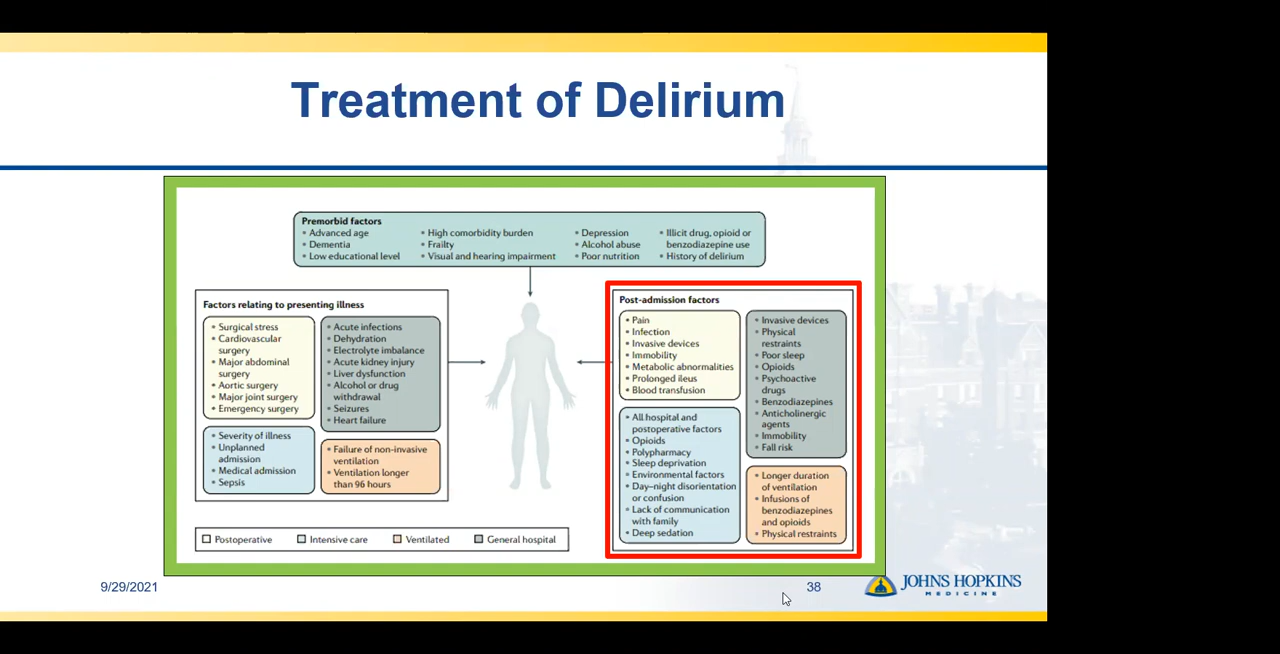 Treatment of Delirium
Premorbid factors
• Advanced age
• Dementia
• Low educational level
• High comorbidity burden
• Frailty
• Visual and hearing impairment
• Depression
• Alcohol abuse
• Poor nutrition
• Illicit drug, opioid or
benzodiazepine use
• History of delirium
Factors relating to presenting illness
• Surgical stress
• Cardiovascular
surgery
• Major abdominal
surgery
• Aortic surgery
• Major joint surgery
• Emergency surgery
• Acute infections
• Dehydration
• Electrolyte imbalance
• Acute kidney injury
• Liver dysfunction
• Alcohol or drug
withdrawal
• Seizures
• Heart failure
• Severity of illness
• Unplanned
admission
• Medical admission
• Sepsis
• Failure of non-invasive
ventilation
• Ventilation longer
than 96 hours
Post-admission factors
• Pain
• Infection
• Invasive devices
• Immobility
• Metabolic abnormalities
• Prolonged ileus
• Blood transfusion
• Invasive devices
• Physical
restraints
• Poor sleep
• Opioids
• Psychoactive
drugs
• Benzodiazepines
• Anticholinergic
agents
• Immobility
• Fall risk
• All hospital and
postoperative factors
• Opioids
• Polypharmacy
• Sleep deprivation
• Environmental factors
• Day–night disorientation
or confusion
• Lack of communication
with family
• Deep sedation
• Longer duration
of ventilation
• Infusions of
benzodiazepines
and opioids
• Physical restraints
Postoperative
Intensive care
Ventilated
General hospital
9/29/2021
38
JOHNS HOPKINS
MEDICINE